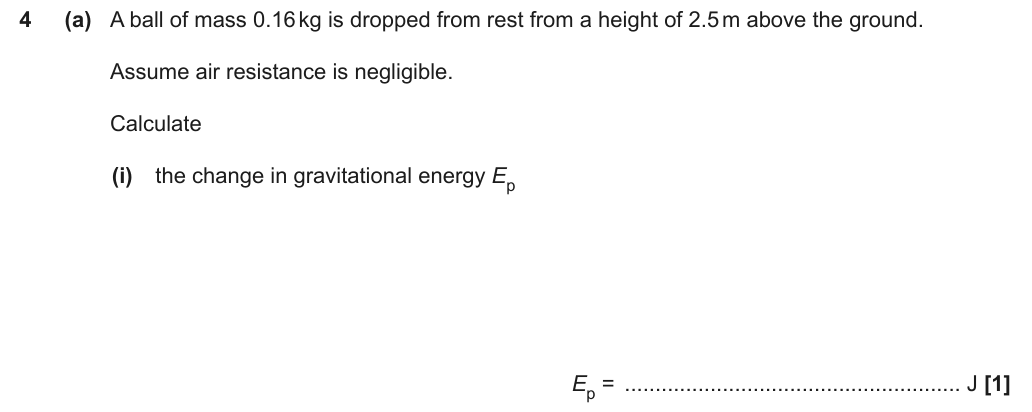 4 (a) A ball of mass 0.16 kg is dropped from rest from a height of 2.5 m above the ground.
Assume air resistance is negligible.
Calculate
(i) the change in gravitational energy Eₚ
Eₚ = ....................................................... J [1]